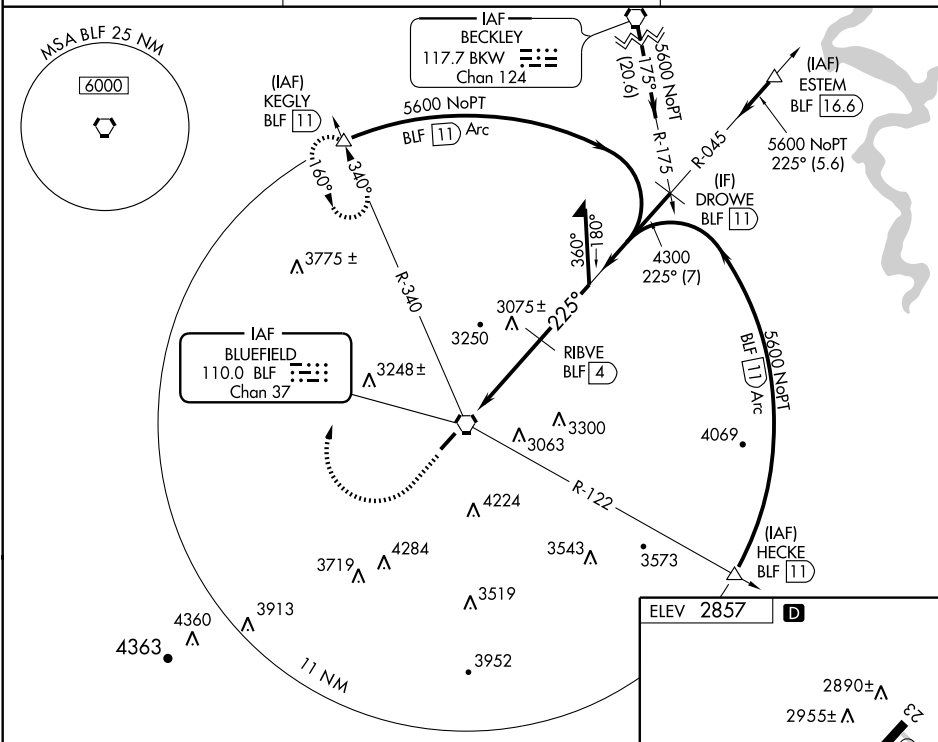 MSA BLF 25 NM
6000
IAF
BECKLEY
117.7 BKW
Chan 124
5600 NoPT
175°
(20.6)
R-175
(IAF)
ESTEM
BLF 16.6
5600 NoPT
225° (5.6)
R-045
(IAF)
KEGLY
BLF 11
5600 NoPT
BLF 11 Arc
160°
340°
R-340
(IF)
DROWE
BLF 11
4300
225° (7)
360°
180°
3775 ±
3075±
3250
225°
RIBVE
BLF 4
IAF
BLUEFIELD
110.0 BLF
Chan 37
3248±
3300
3063
4069
5600 NoPT
BLF 11 Arc
R-122
4224
3719
4284
3543
3573
(IAF)
HECKE
BLF 11
3519
3913
4360
4363
3952
11 NM
ELEV 2857 D
2890±
2955±
23